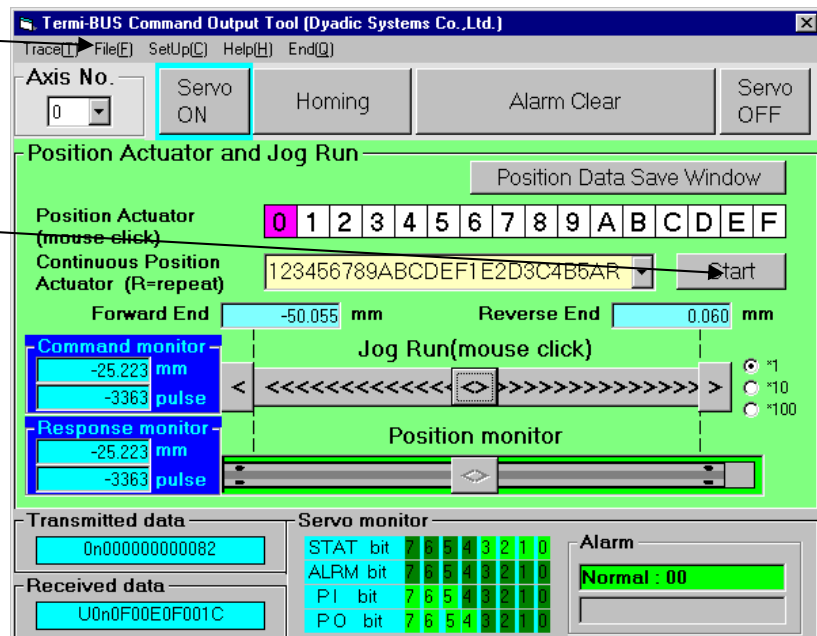 Termi-BUS Command Output Tool (Dyadic Systems Co.,Ltd.)
Trace(T) File(F) SetUp(C) Help(H) End(Q)
Axis No.
0
Servo ON
Homing
Alarm Clear
Servo OFF
Position Actuator and Jog Run
Position Data Save Window
Position Actuator (mouse click)
0 1 2 3 4 5 6 7 8 9 A B C D E F
Continuous Position Actuator (R=repeat)
123456789ABCDEF1E2D3C4B5AR
Start
Forward End -50.055 mm Reverse End 0.060 mm
Command monitor
-25.223 mm
-3363 pulse
Jog Run(mouse click)
< <<<<<<<<<<<< <> >>>>>>>>>>>>> >
*1
*10
*100
Response monitor
-25.223 mm
-3363 pulse
Position monitor
<>
Transmitted data
0n000000000082
Received data
U0n0F00E0F001C
Servo monitor
STAT bit 7 6 5 4 3 2 1 0
ALRM bit 7 6 5 4 3 2 1 0
PI bit 7 6 5 4 3 2 1 0
PO bit 7 6 5 4 3 2 1 0
Alarm
Normal : 00